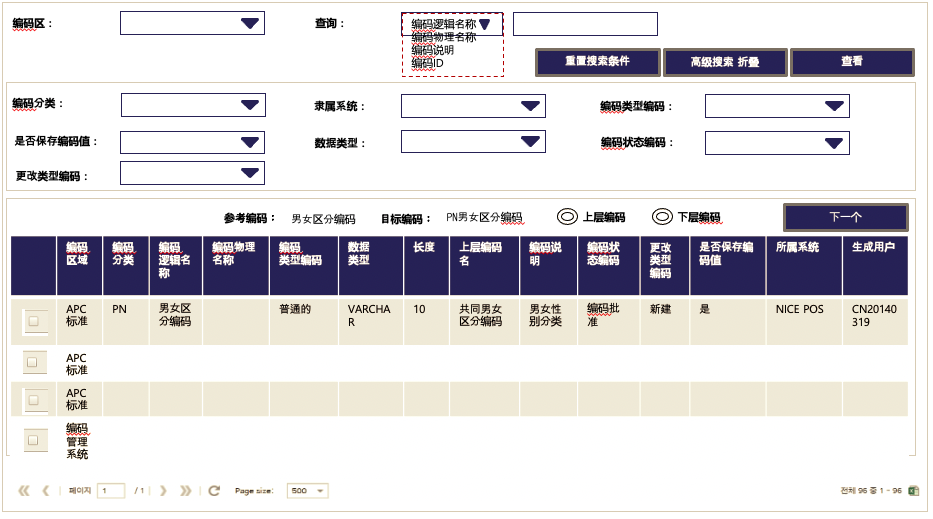 编码区： 查询： 编码逻辑名称
编码物理名称
编码说明
编码ID
重置搜索条件 高级搜索 折叠 查看
编码分类： 隶属系统： 编码类型编码：
是否保存编码值： 数据类型： 编码状态编码：
更改类型编码：
参考编码： 男女区分编码 目标编码： PN男女区分编码 上层编码 下层编码 下一个
编码 编码 编码 编码物理 编码 数据 长度 上层编码 编码说 编码状 更改 是否保存编 所属系统 生成用户
区域 分类 逻辑名 名称 类型编码 类型 名 明 态编码 类型 码值
称 编码
APC PN 男女区 普通的 VARCHA 10 共同男女 男女性 编码批 新建 是 NICE POS CN20140
标准 分编码 R 区分编码 别分类 准 319
APC
标准
APC
标准
编码
管理
系统
페이지 1 / 1 Page size: 500 전체 96 중 1 - 96